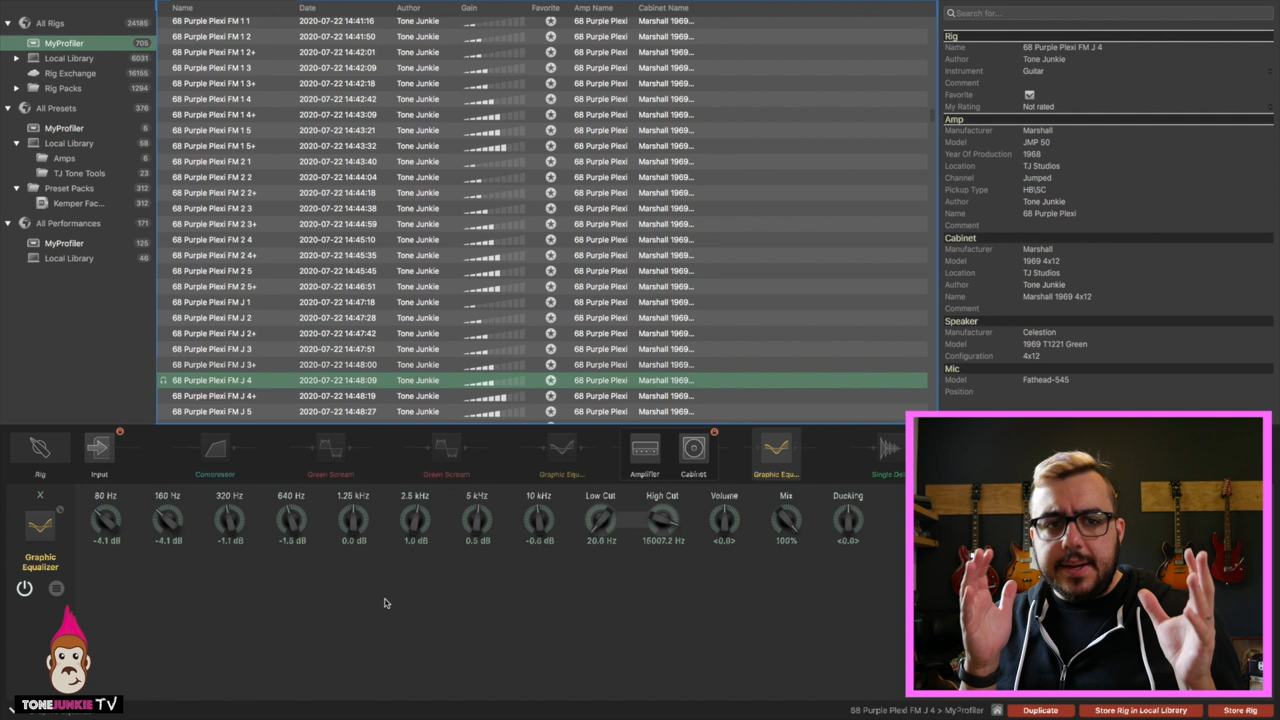 All Rigs 24185
MyProfiler 705
Local Library 6031
Rig Exchange 16155
Rig Packs 1294
All Presets 376
MyProfiler 6
Local Library 58
Amps 6
TJ Tone Tools 23
Preset Packs 312
Kemper Fac... 312
All Performances 171
MyProfiler 125
Local Library 46
Name Date Author Gain Favorite Amp Name Cabinet Name
68 Purple Plexi FM 1 1 2020-07-22 14:41:16 Tone Junkie 68 Purple Plexi Marshall 1969...
68 Purple Plexi FM 1 2 2020-07-22 14:41:50 Tone Junkie 68 Purple Plexi Marshall 1969...
68 Purple Plexi FM 1 2+ 2020-07-22 14:42:01 Tone Junkie 68 Purple Plexi Marshall 1969...
68 Purple Plexi FM 1 3 2020-07-22 14:42:09 Tone Junkie 68 Purple Plexi Marshall 1969...
68 Purple Plexi FM 1 3+ 2020-07-22 14:42:18 Tone Junkie 68 Purple Plexi Marshall 1969...
68 Purple Plexi FM 1 4 2020-07-22 14:42:42 Tone Junkie 68 Purple Plexi Marshall 1969...
68 Purple Plexi FM 1 4+ 2020-07-22 14:43:09 Tone Junkie 68 Purple Plexi Marshall 1969...
68 Purple Plexi FM 1 5 2020-07-22 14:43:21 Tone Junkie 68 Purple Plexi Marshall 1969...
68 Purple Plexi FM 1 5+ 2020-07-22 14:43:32 Tone Junkie 68 Purple Plexi Marshall 1969...
68 Purple Plexi FM 2 1 2020-07-22 14:43:40 Tone Junkie 68 Purple Plexi Marshall 1969...
68 Purple Plexi FM 2 2 2020-07-22 14:44:04 Tone Junkie 68 Purple Plexi Marshall 1969...
68 Purple Plexi FM 2 2+ 2020-07-22 14:44:18 Tone Junkie 68 Purple Plexi Marshall 1969...
68 Purple Plexi FM 2 3 2020-07-22 14:44:38 Tone Junkie 68 Purple Plexi Marshall 1969...
68 Purple Plexi FM 2 3+ 2020-07-22 14:44:59 Tone Junkie 68 Purple Plexi Marshall 1969...
68 Purple Plexi FM 2 4 2020-07-22 14:45:10 Tone Junkie 68 Purple Plexi Marshall 1969...
68 Purple Plexi FM 2 4+ 2020-07-22 14:45:35 Tone Junkie 68 Purple Plexi Marshall 1969...
68 Purple Plexi FM 2 5 2020-07-22 14:45:45 Tone Junkie 68 Purple Plexi Marshall 1969...
68 Purple Plexi FM 2 5+ 2020-07-22 14:46:51 Tone Junkie 68 Purple Plexi Marshall 1969...
68 Purple Plexi FM J 1 2020-07-22 14:47:18 Tone Junkie 68 Purple Plexi Marshall 1969...
68 Purple Plexi FM J 2 2020-07-22 14:47:28 Tone Junkie 68 Purple Plexi Marshall 1969...
68 Purple Plexi FM J 2+ 2020-07-22 14:47:42 Tone Junkie 68 Purple Plexi Marshall 1969...
68 Purple Plexi FM J 3 2020-07-22 14:47:51 Tone Junkie 68 Purple Plexi Marshall 1969...
68 Purple Plexi FM J 3+ 2020-07-22 14:48:00 Tone Junkie 68 Purple Plexi Marshall 1969...
68 Purple Plexi FM J 4 2020-07-22 14:48:09 Tone Junkie 68 Purple Plexi Marshall 1969...
68 Purple Plexi FM J 4+ 2020-07-22 14:48:19 Tone Junkie 68 Purple Plexi Marshall 1969...
68 Purple Plexi FM J 5 2020-07-22 14:48:27 Tone Junkie 68 Purple Plexi Marshall 1969...
Search for...
Rig
Name 68 Purple Plexi FM J 4
Author Tone Junkie
Instrument Guitar
Comment
Favorite
My Rating Not rated
Amp
Manufacturer Marshall
Model JMP 50
Year Of Production 1968
Location TJ Studios
Channel Jumped
Pickup Type HB\SC
Author Tone Junkie
Name 68 Purple Plexi
Comment
Cabinet
Manufacturer Marshall
Model 1969 4x12
Location TJ Studios
Author Tone Junkie
Name Marshall 1969 4x12
Comment
Speaker
Manufacturer Celestion
Model 1969 T1221 Green
Configuration 4x12
Mic
Model Fathead-545
Position
Rig Input Compressor Green Scream Green Scream Graphic Equ... Amplifier Cabinet Graphic Equ... Single Del
X 80 Hz 160 Hz 320 Hz 640 Hz 1.25 kHz 2.5 kHz 5 kHz 10 kHz Low Cut High Cut Volume Mix Ducking
-4.1 dB -4.1 dB -1.1 dB -1.5 dB 0.0 dB 1.0 dB 0.5 dB -0.6 dB 20.6 Hz 15007.2 Hz <0.0> 100% <0.0>
Graphic
Equalizer
TONEJUNKIE TV
68 Purple Plexi FM J 4 > MyProfiler Duplicate Store Rig in Local Library Store Rig